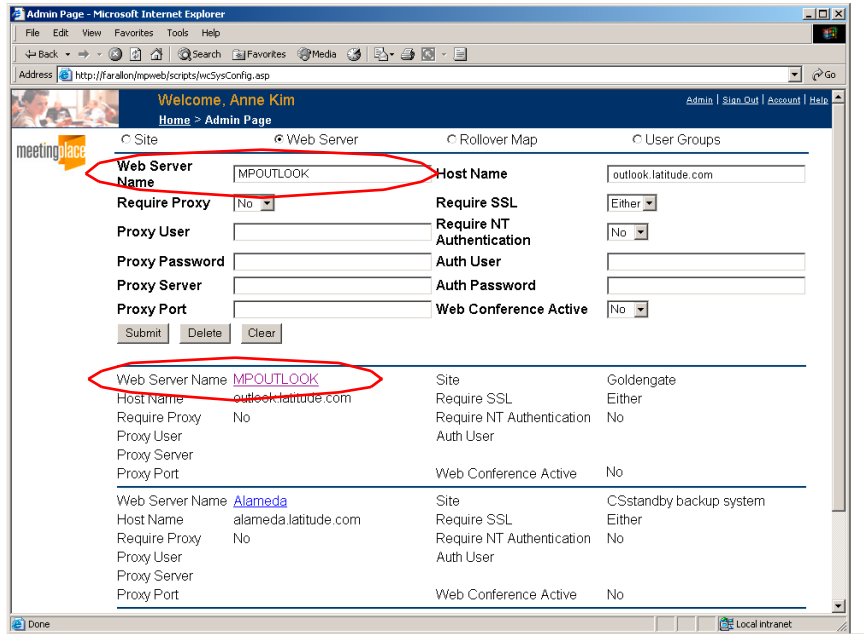 Admin Page - Microsoft Internet Explorer
File Edit View Favorites Tools Help
Back Search Favorites Media
Address http://farallon/mpweb/scripts/wcSysConfig.asp Go
Welcome, Anne Kim Admin | Sign Out | Account | Help
Home > Admin Page
meetingplace
Site Web Server Rollover Map User Groups
Web Server Name MPOUTLOOK Host Name outlook.latitude.com
Require Proxy No Require SSL Either
Proxy User Require NT Authentication No
Proxy Password Auth User
Proxy Server Auth Password
Proxy Port Web Conference Active No
Submit Delete Clear
Web Server Name MPOUTLOOK Site Goldengate
Host Name outlook.latitude.com Require SSL Either
Require Proxy No Require NT Authentication No
Proxy User Auth User
Proxy Server
Proxy Port Web Conference Active No
Web Server Name Alameda Site CSstandby backup system
Host Name alameda.latitude.com Require SSL Either
Require Proxy No Require NT Authentication No
Proxy User Auth User
Proxy Server
Proxy Port Web Conference Active No
Done Local intranet